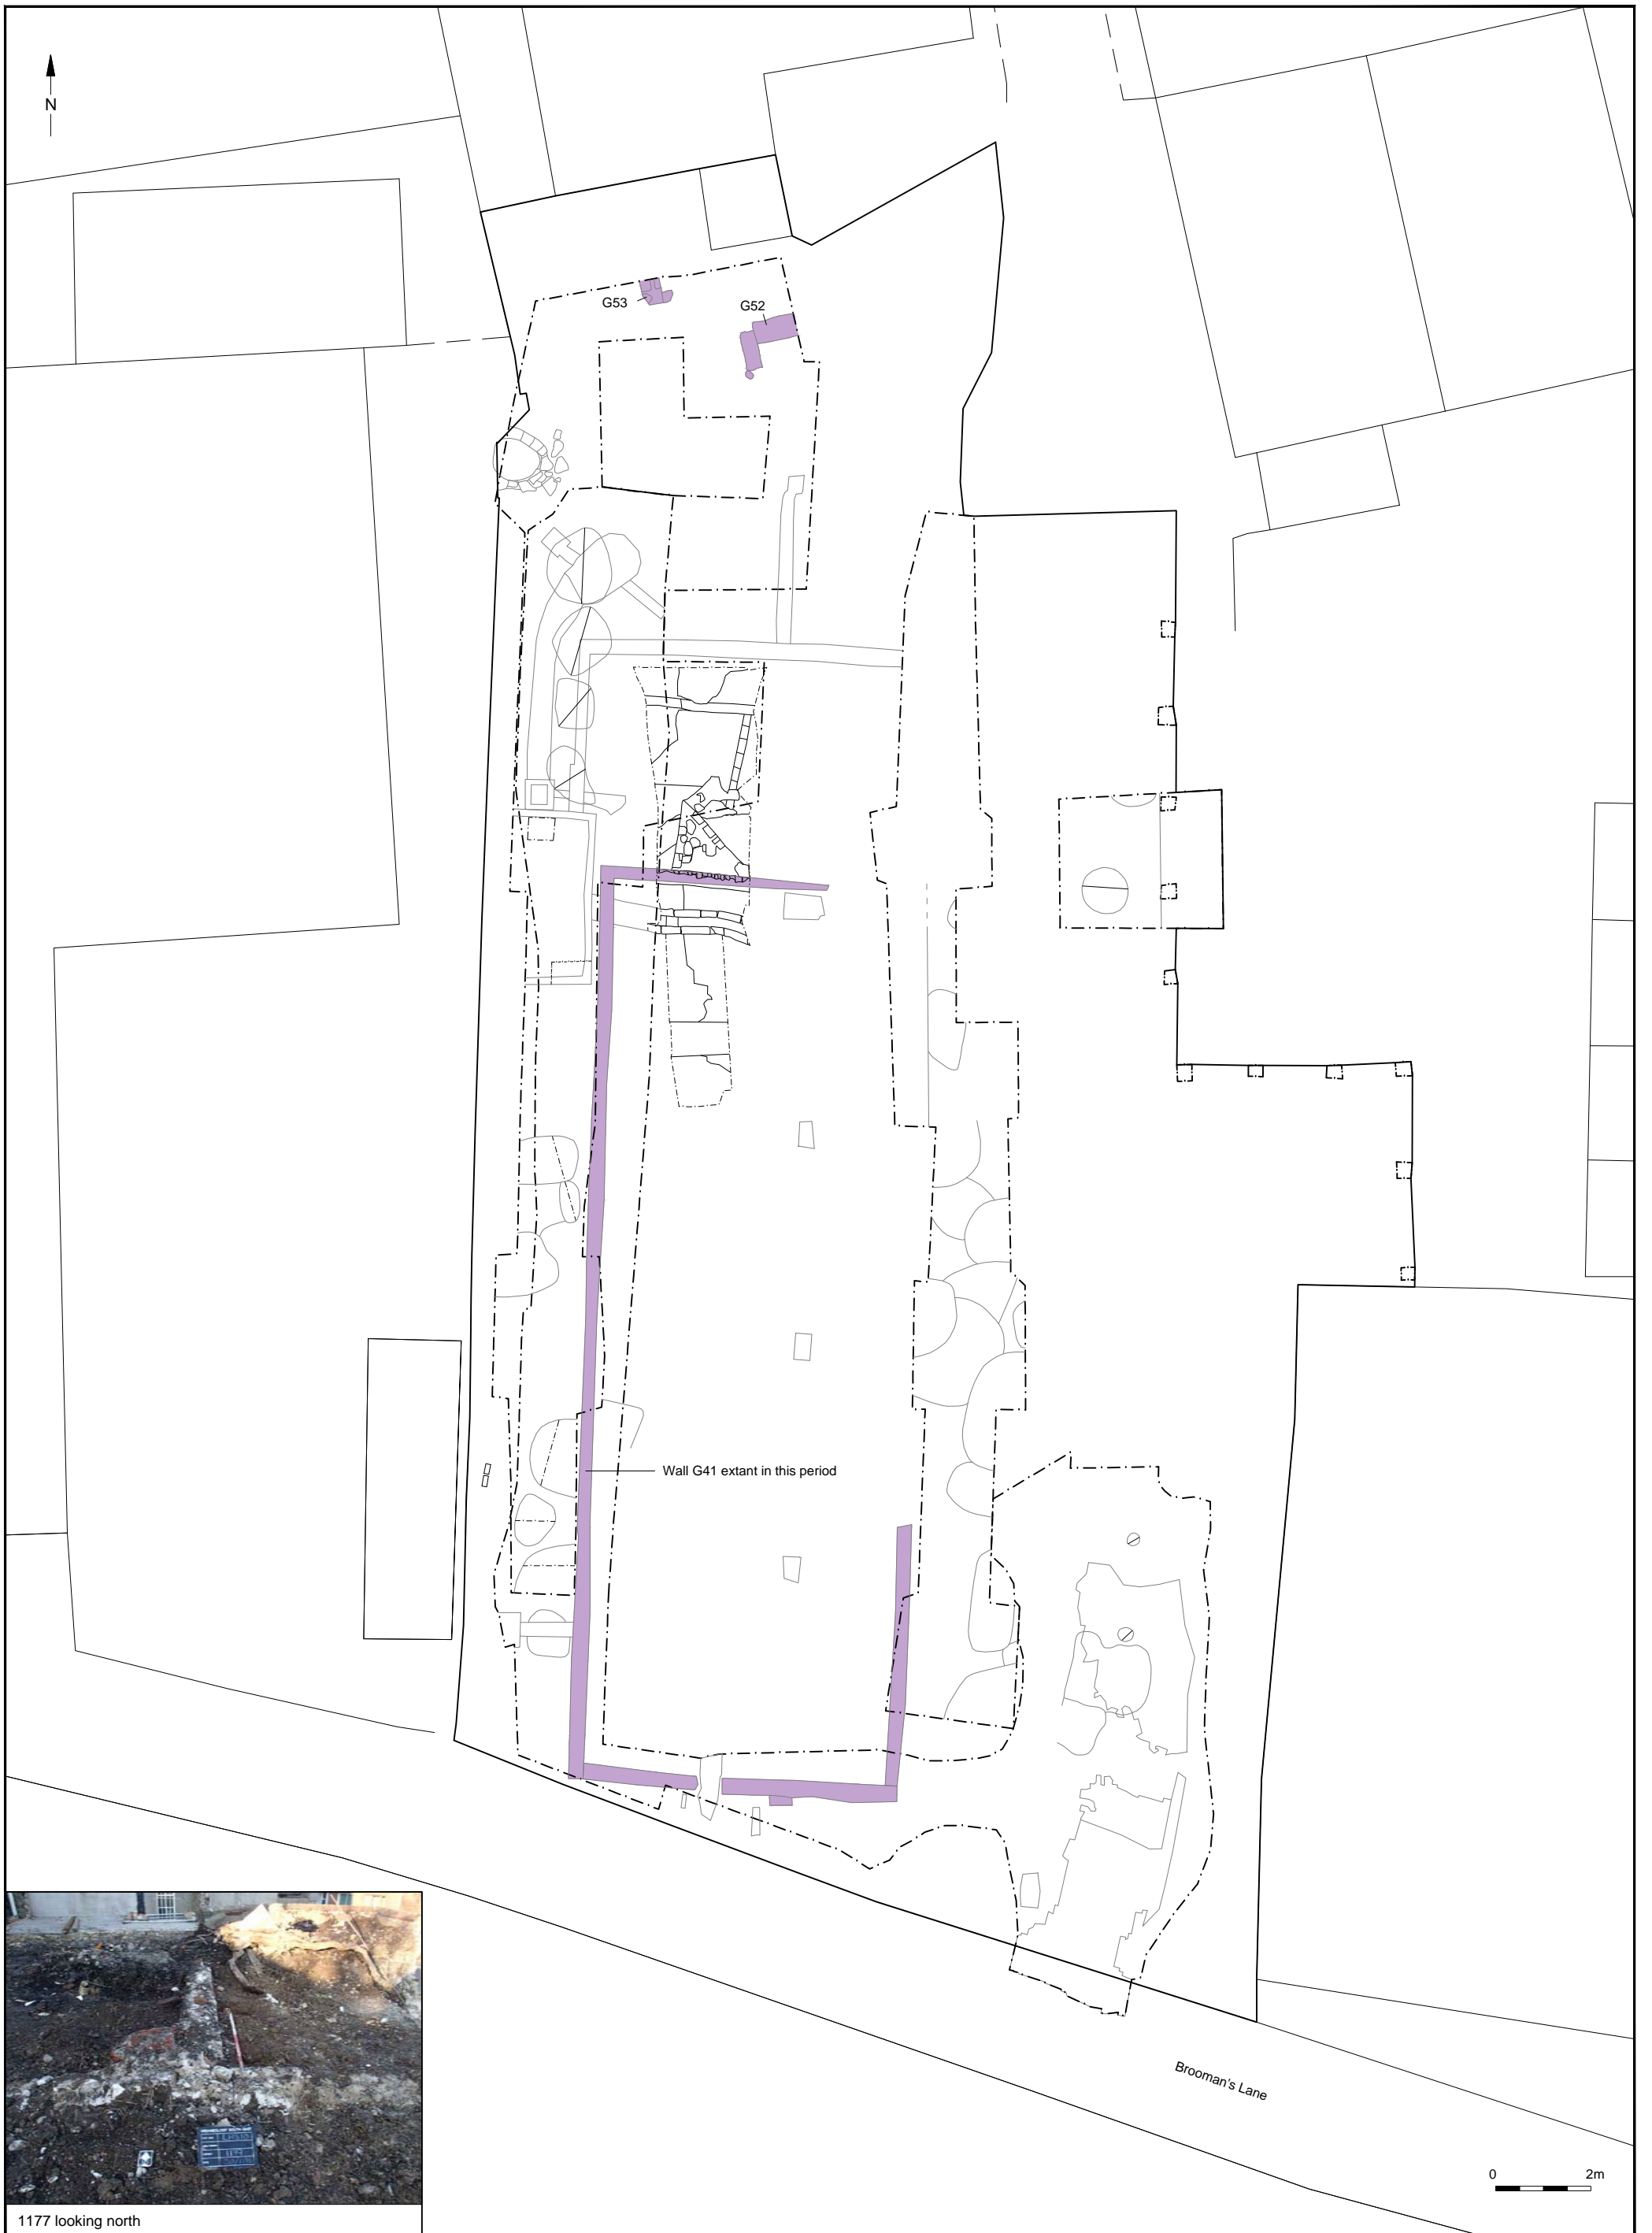 N
G53
G52
Wall G41 extant in this period
Brooman's Lane
0 2m
1177 looking north